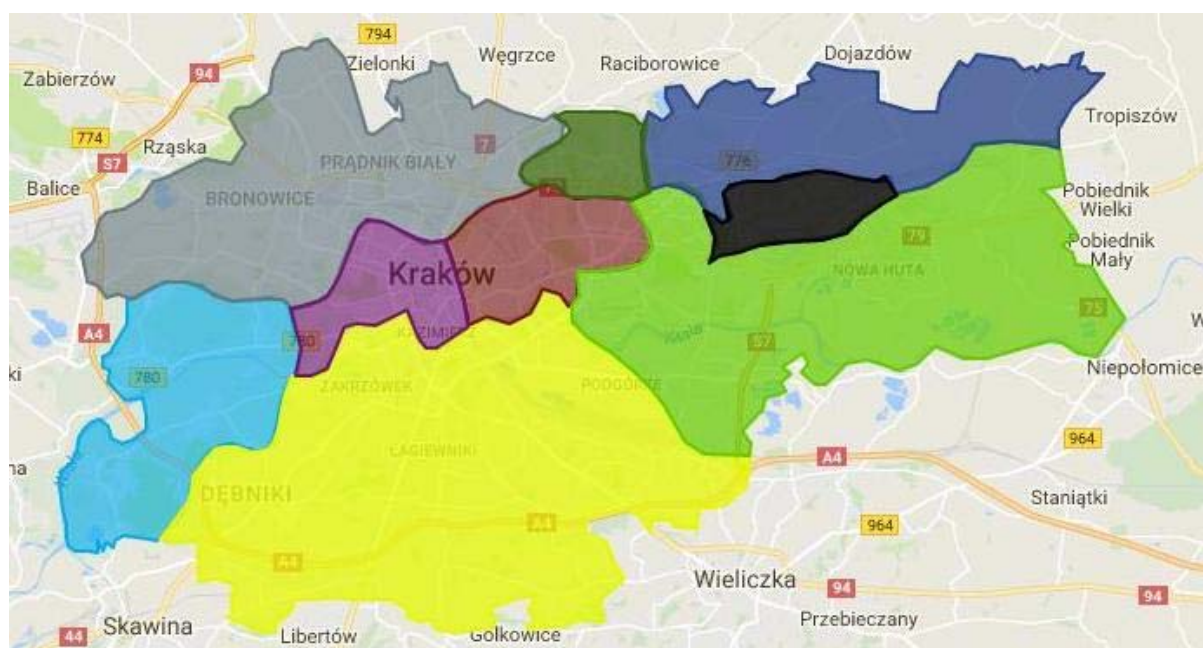 794
Węgrzce
Dojazdów
Zielonki
Raciborowice
Zabierzów
94
Tropiszów
774
7
Rząska
PRĄDNIK BIAŁY
776
S7
Balice
BRONOWICE
7
Pobiednik
Wielki
79
Pobiednik
Mały
Kraków
NOWA HUTA
75
A4
KAZIMIERZ
780
S7
Niepołomice
780
ZAKRZÓWEK
PODGÓRZE
964
ŁAGIEWNIKI
A4
DĘBNIKI
Staniątki
A4
964
A4
Wieliczka
94
94
Przebieczany
Skawina
44
Libertów
Golkowice